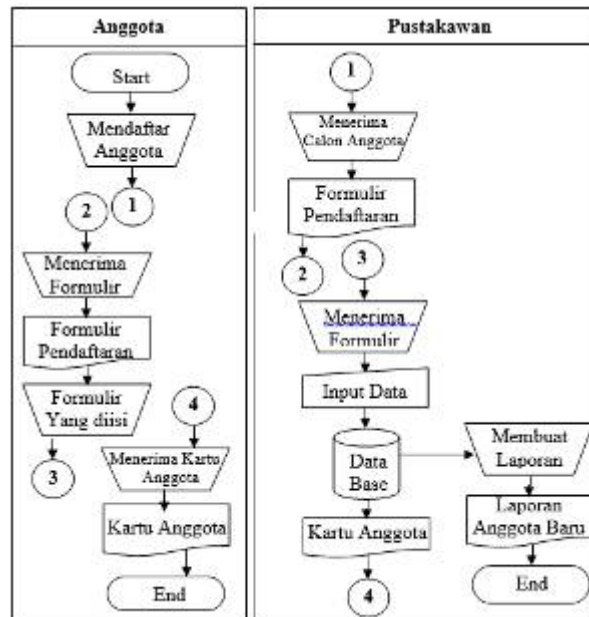 Anggota
Start
Mendaftar
Anggota
1
2
Menerima
Formulir
Formulir
Pendaftaran
Formulir
Yang diisi
3
4
Menerima Kartu
Anggota
Kartu Anggota
End
Pustakawan
1
Menerima
Calon Anggota
Formulir
Pendaftaran
2
3
Menerima
Formulir
Input Data
Data
Base
Membuat
Laporan
Kartu Anggota
Laporan
Anggota Baru
4
End